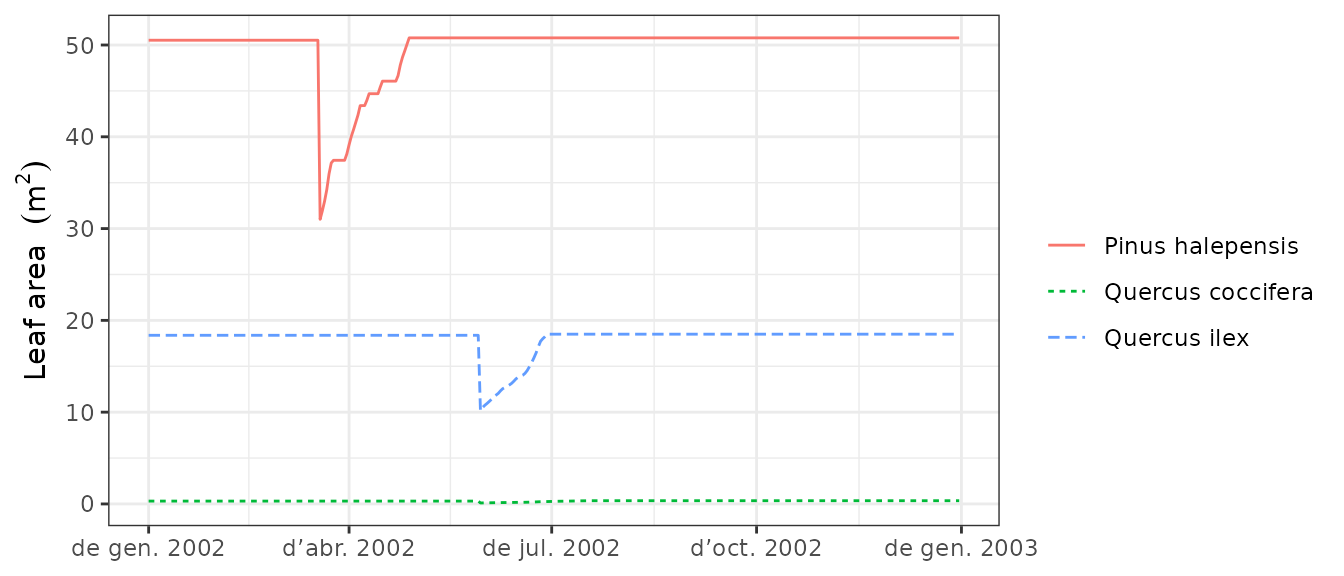 50
40
30
20
10
0
Leaf area (m²)
de gen. 2002
d’abr. 2002
de jul. 2002
d’oct. 2002
de gen. 2003
Pinus halepensis
Quercus coccifera
Quercus ilex